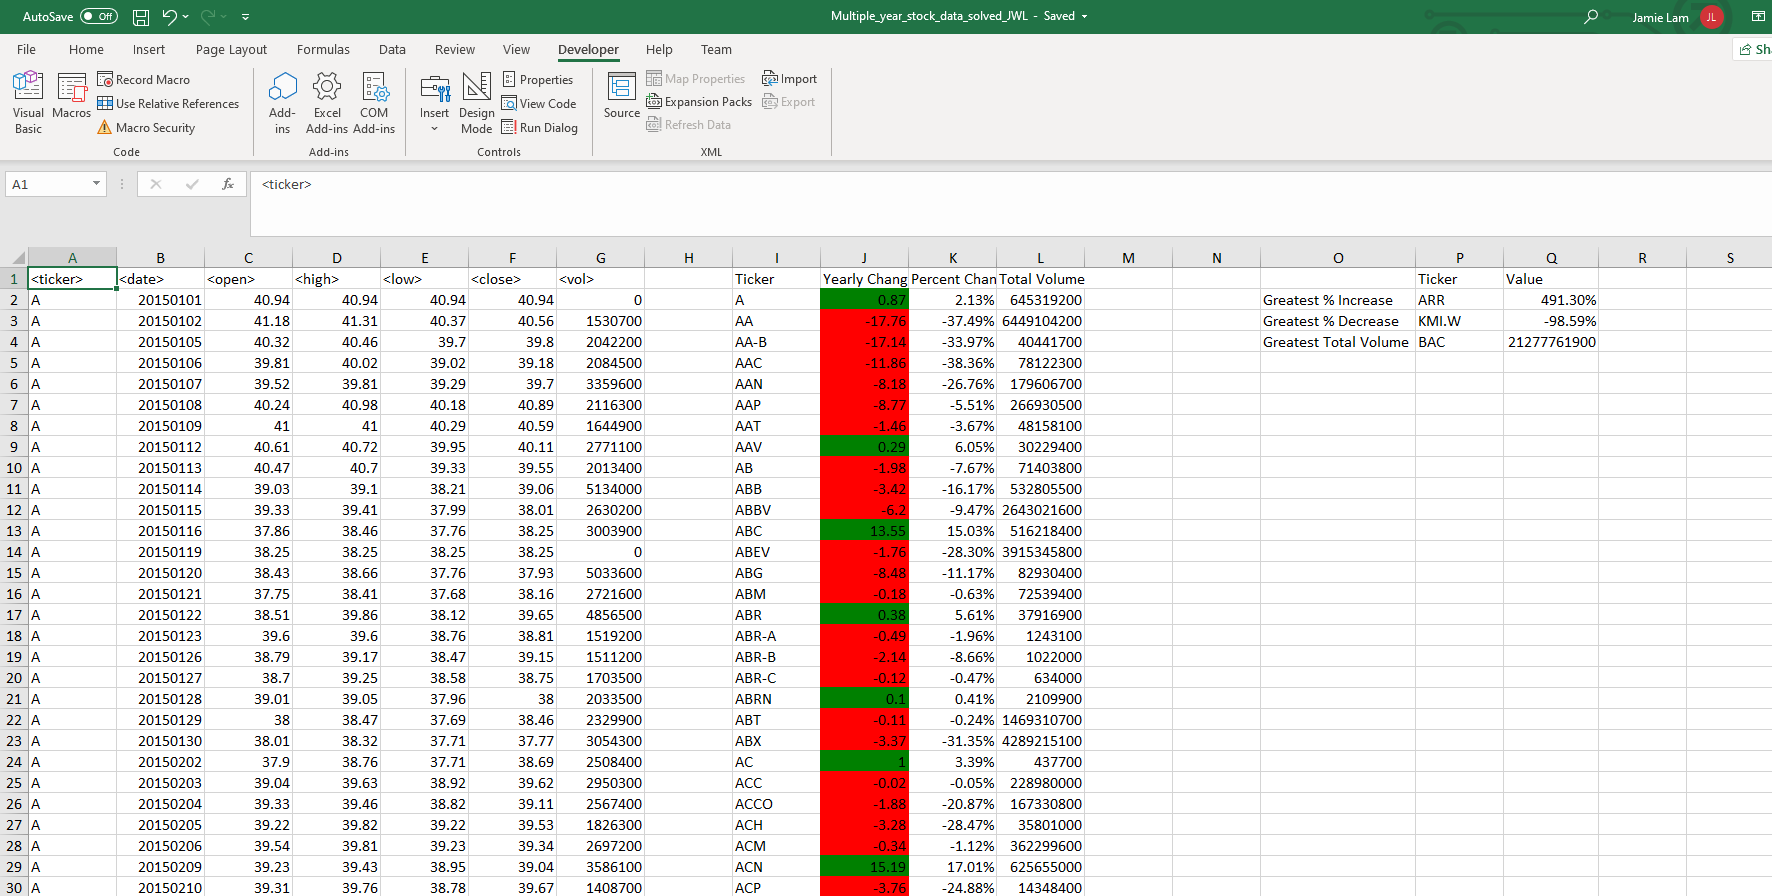 AutoSave Off Multiple_year_stock_data_solved_JWL - Saved Jamie Lam JL
File Home Insert Page Layout Formulas Data Review View Developer Help Team
Sh
Visual Basic
Macros
Record Macro
Use Relative References
Macro Security
Code
Add-ins
Excel Add-ins
COM Add-ins
Add-ins
Insert
Design Mode
Properties
View Code
Run Dialog
Controls
Source
Map Properties
Expansion Packs
Refresh Data
Import
Export
XML
A1 fx <ticker>
A B C D E F G H I J K L M N O P Q R S
1 <ticker> <date> <open> <high> <low> <close> <vol> Ticker Yearly Chang Percent Chan Total Volume Ticker Value
2 A 20150101 40.94 40.94 40.94 40.94 0 A 0.87 2.13% 645319200 Greatest % Increase ARR 491.30%
3 A 20150102 41.18 41.31 40.37 40.56 1530700 AA -17.76 -37.49% 6449104200 Greatest % Decrease KMI.W -98.59%
4 A 20150105 40.32 40.46 39.7 39.8 2042200 AA-B -17.14 -33.97% 40441700 Greatest Total Volume BAC 21277761900
5 A 20150106 39.81 40.02 39.02 39.18 2084500 AAC -11.86 -38.36% 78122300
6 A 20150107 39.52 39.81 39.29 39.7 3359600 AAN -8.18 -26.76% 179606700
7 A 20150108 40.24 40.98 40.18 40.89 2116300 AAP -8.77 -5.51% 266930500
8 A 20150109 41 41 40.29 40.59 1644900 AAT -1.46 -3.67% 48158100
9 A 20150112 40.61 40.72 39.95 40.11 2771100 AAV 0.29 6.05% 30229400
10 A 20150113 40.47 40.7 39.33 39.55 2013400 AB -1.98 -7.67% 71403800
11 A 20150114 39.03 39.1 38.21 39.06 5134000 ABB -3.42 -16.17% 532805500
12 A 20150115 39.33 39.41 37.99 38.01 2630200 ABBV -6.2 -9.47% 2643021600
13 A 20150116 37.86 38.46 37.76 38.25 3003900 ABC 13.55 15.03% 516218400
14 A 20150119 38.25 38.25 38.25 38.25 0 ABEV -1.76 -28.30% 3915345800
15 A 20150120 38.43 38.66 37.76 37.93 5033600 ABG -8.48 -11.17% 82930400
16 A 20150121 37.75 38.41 37.68 38.16 2721600 ABM -0.18 -0.63% 72539400
17 A 20150122 38.51 39.86 38.12 39.65 4856500 ABR 0.38 5.61% 37916900
18 A 20150123 39.6 39.6 38.76 38.81 1519200 ABR-A -0.49 -1.96% 1243100
19 A 20150126 38.79 39.17 38.47 39.15 1511200 ABR-B -2.14 -8.66% 1022000
20 A 20150127 38.7 39.25 38.58 38.75 1703500 ABR-C -0.12 -0.47% 634000
21 A 20150128 39.01 39.05 37.96 38 2033500 ABRN 0.1 0.41% 2109900
22 A 20150129 38 38.47 37.69 38.46 2329900 ABT -0.11 -0.24% 1469310700
23 A 20150130 38.01 38.32 37.71 37.77 3054300 ABX -3.37 -31.35% 4289215100
24 A 20150202 37.9 38.76 37.71 38.69 2508400 AC 1 3.39% 437700
25 A 20150203 39.04 39.63 38.92 39.62 2950300 ACC -0.02 -0.05% 228980000
26 A 20150204 39.33 39.46 38.82 39.11 2567400 ACCO -1.88 -20.87% 167330800
27 A 20150205 39.22 39.82 39.22 39.53 1826300 ACH -3.28 -28.47% 35801000
28 A 20150206 39.54 39.81 39.23 39.34 2697200 ACM -0.34 -1.12% 362299600
29 A 20150209 39.23 39.43 38.95 39.04 3586100 ACN 15.19 17.01% 625655000
30 A 20150210 39.31 39.76 38.78 39.67 1408700 ACP -3.76 -24.88% 14348400